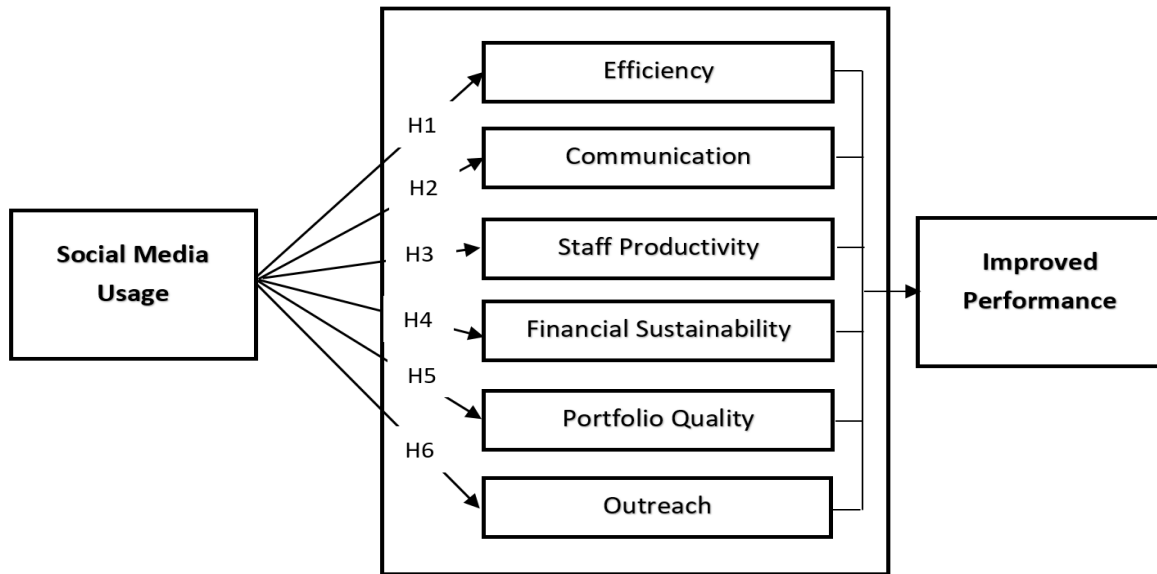 Social Media
Usage
H1
H2
H3
H4
H5
H6
Efficiency
Communication
Staff Productivity
Financial Sustainability
Portfolio Quality
Outreach
Improved
Performance